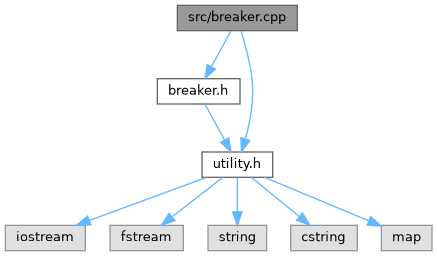 src/breaker.cpp
breaker.h
utility.h
iostream
fstream
string
cstring
map